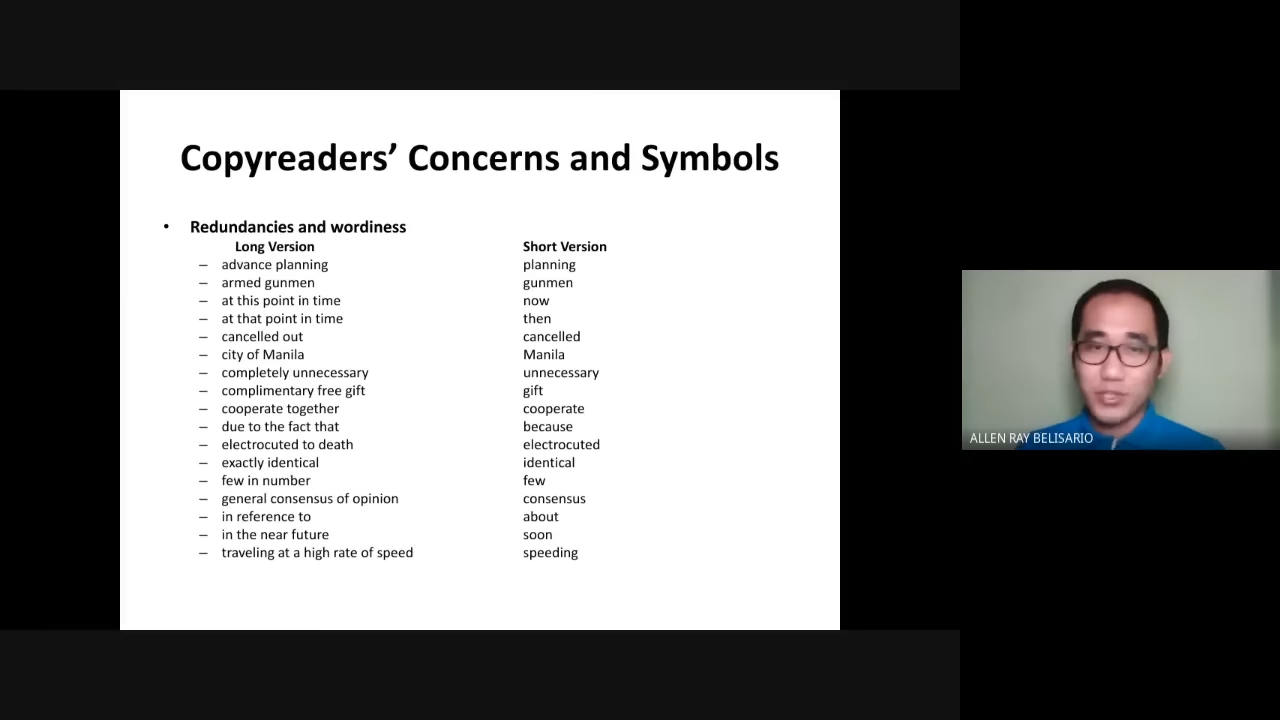 Copyreaders’ Concerns and Symbols
• Redundancies and wordiness
Long Version Short Version
– advance planning planning
– armed gunmen gunmen
– at this point in time now
– at that point in time then
– cancelled out cancelled
– city of Manila Manila
– completely unnecessary unnecessary
– complimentary free gift gift
– cooperate together cooperate
– due to the fact that because
– electrocuted to death electrocuted
– exactly identical identical
– few in number few
– general consensus of opinion consensus
– in reference to about
– in the near future soon
– traveling at a high rate of speed speeding
ALLEN RAY BELISARIO